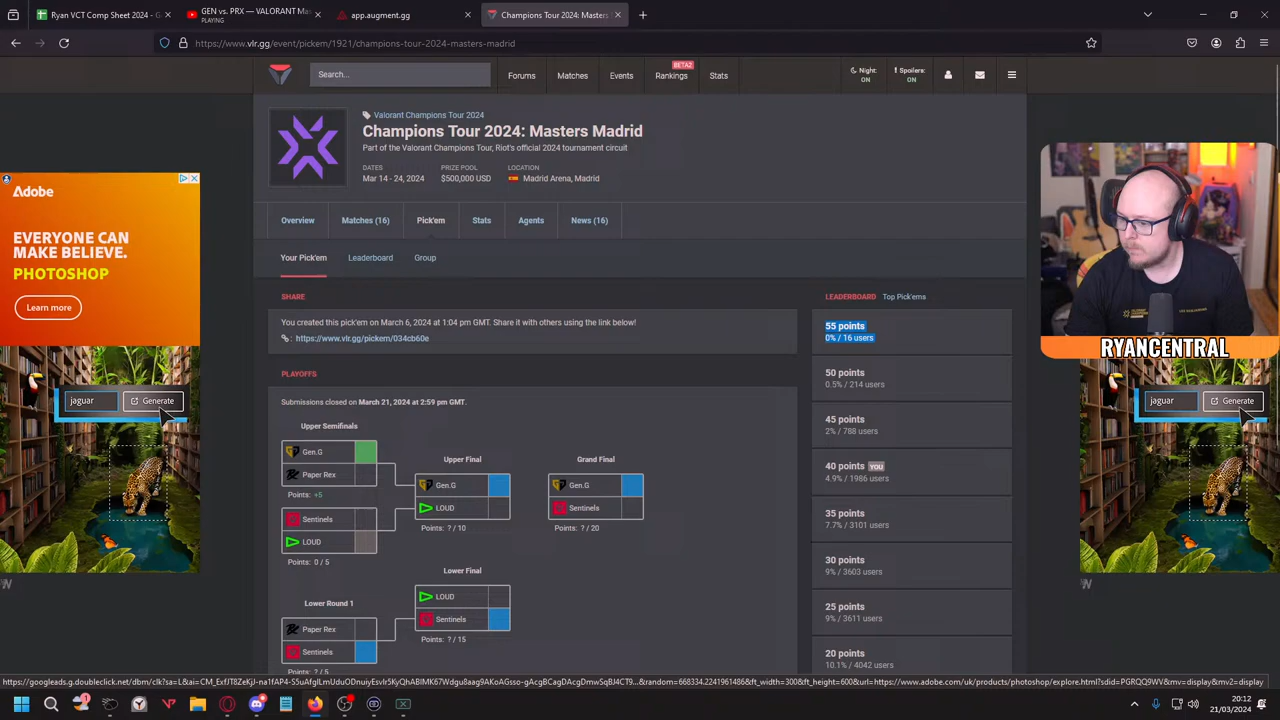 Ryan VCT Comp Sheet 2024 - G
GEN vs. PRX — VALORANT Ma
PLAYING
app.augment.gg
Champions Tour 2024: Masters
https://www.vlr.gg/event/pickem/1921/champions-tour-2024-masters-madrid
Search...
Forums
Matches
Events
BETA2
Rankings
Stats
Night:
ON
Spoilers:
ON
Valorant Champions Tour 2024
Champions Tour 2024: Masters Madrid
Part of the Valorant Champions Tour, Riot's official 2024 tournament circuit
DATES
Mar 14 - 24, 2024
PRIZE POOL
$500,000 USD
LOCATION
Madrid Arena, Madrid
Overview
Matches (16)
Pick'em
Stats
Agents
News (16)
Your Pick'em
Leaderboard
Group
SHARE
You created this pick'em on March 6, 2024 at 1:04 pm GMT. Share it with others using the link below!
: https://www.vlr.gg/pickem/034cb60e
PLAYOFFS
Submissions closed on March 21, 2024 at 2:59 pm GMT.
Upper Semifinals
Gen.G
Paper Rex
Points: +5
Sentinels
LOUD
Points: 0 / 5
Upper Final
Gen.G
LOUD
Points: ? / 10
Grand Final
Gen.G
Sentinels
Points: ? / 20
Lower Round 1
Paper Rex
Sentinels
Points: ? / 5
Lower Final
LOUD
Sentinels
Points: ? / 15
LEADERBOARD Top Pick'ems
55 points
0% / 16 users
50 points
0.5% / 214 users
45 points
2% / 788 users
40 points YOU
4.9% / 1986 users
35 points
7.7% / 3101 users
30 points
9% / 3603 users
25 points
9% / 3611 users
20 points
10.1% / 4042 users
Adobe
EVERYONE CAN
MAKE BELIEVE.
PHOTOSHOP
Learn more
jaguar
Generate
RYANCENTRAL
jaguar
Generate
20:12
21/03/2024